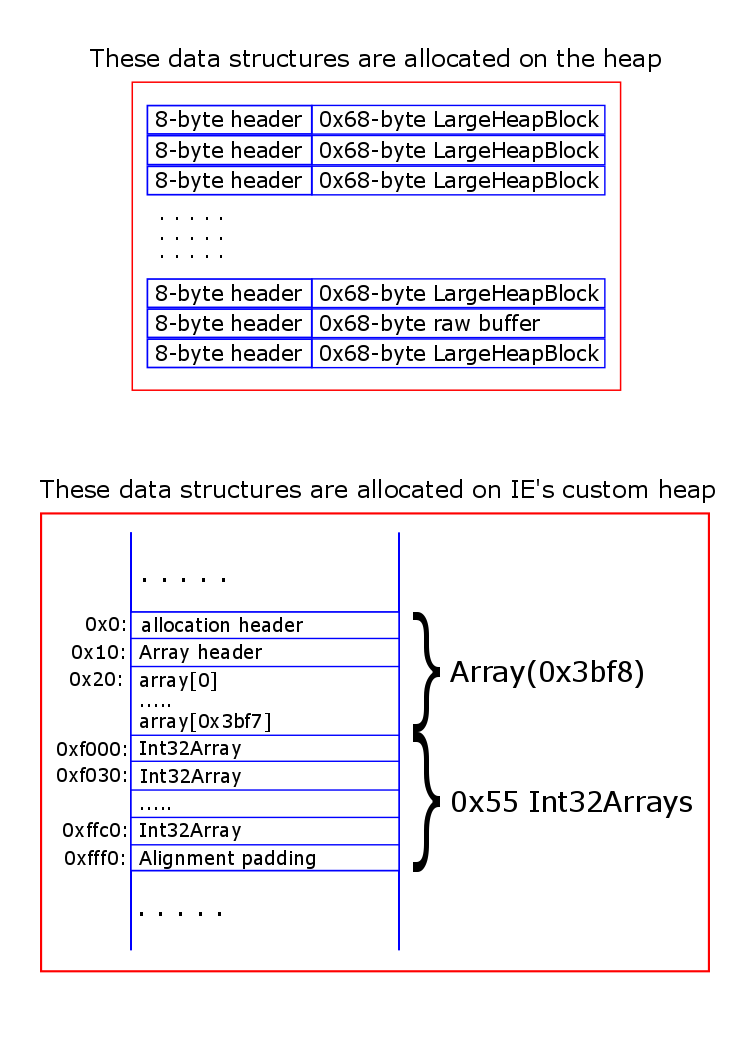 These data structures are allocated on the heap
8-byte header 0x68-byte LargeHeapBlock
8-byte header 0x68-byte LargeHeapBlock
8-byte header 0x68-byte LargeHeapBlock
. . . . .
. . . . .
. . . . .
8-byte header 0x68-byte LargeHeapBlock
8-byte header 0x68-byte raw buffer
8-byte header 0x68-byte LargeHeapBlock
These data structures are allocated on IE's custom heap
. . . . .
0x0: allocation header
0x10: Array header
0x20: array[0]
.....
array[0x3bf7]
Array(0x3bf8)
0xf000: Int32Array
0xf030: Int32Array
.....
0xffc0: Int32Array
0xfff0: Alignment padding
0x55 Int32Arrays
. . . . .